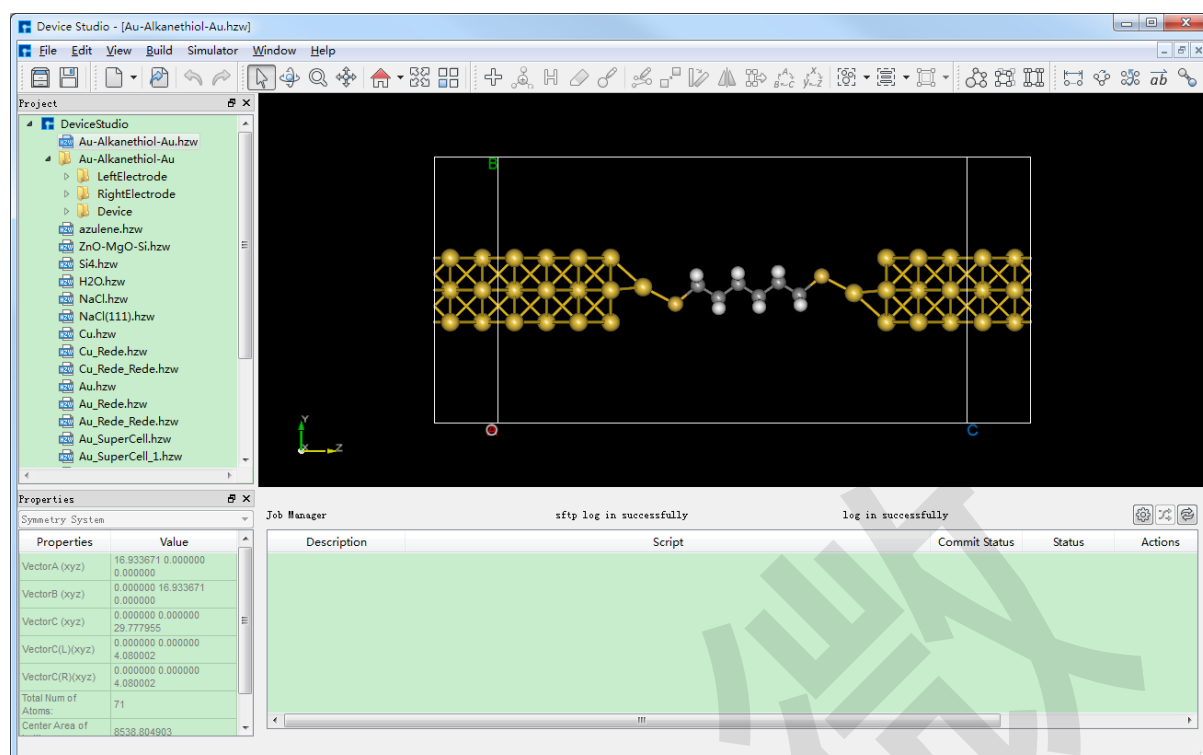 Device Studio - [Au-Alkanethiol-Au.hzw]
File Edit View Build Simulator Window Help
Project
DeviceStudio
Au-Alkanethiol-Au.hzw
Au-Alkanethiol-Au
LeftElectrode
RightElectrode
Device
azulene.hzw
ZnO-MgO-Si.hzw
Si4.hzw
H2O.hzw
NaCl.hzw
NaCl(111).hzw
Cu.hzw
Cu_Rede.hzw
Cu_Rede_Rede.hzw
Au.hzw
Au_Rede.hzw
Au_Rede_Rede.hzw
Au_SuperCell.hzw
Au_SuperCell_1.hzw
B
O
C
Y
X
Z
Properties
Symmetry System
Properties Value
VectorA (xyz) 16.933671 0.000000
0.000000
VectorB (xyz) 0.000000 16.933671
0.000000
VectorC (xyz) 0.000000 0.000000
29.777955
VectorC(L)(xyz) 0.000000 0.000000
4.080002
VectorC(R)(xyz) 0.000000 0.000000
4.080002
Total Num of
Atoms: 71
Center Area of
8538.804903
Job Manager sftp log in successfully log in successfully
Description Script Commit Status Status Actions